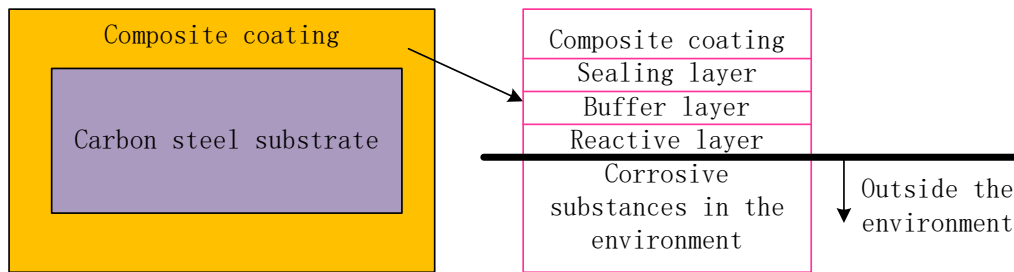 Composite coating
Carbon steel substrate
Composite coating
Sealing layer
Buffer layer
Reactive layer
Corrosive
substances in the
environment
Outside the
environment